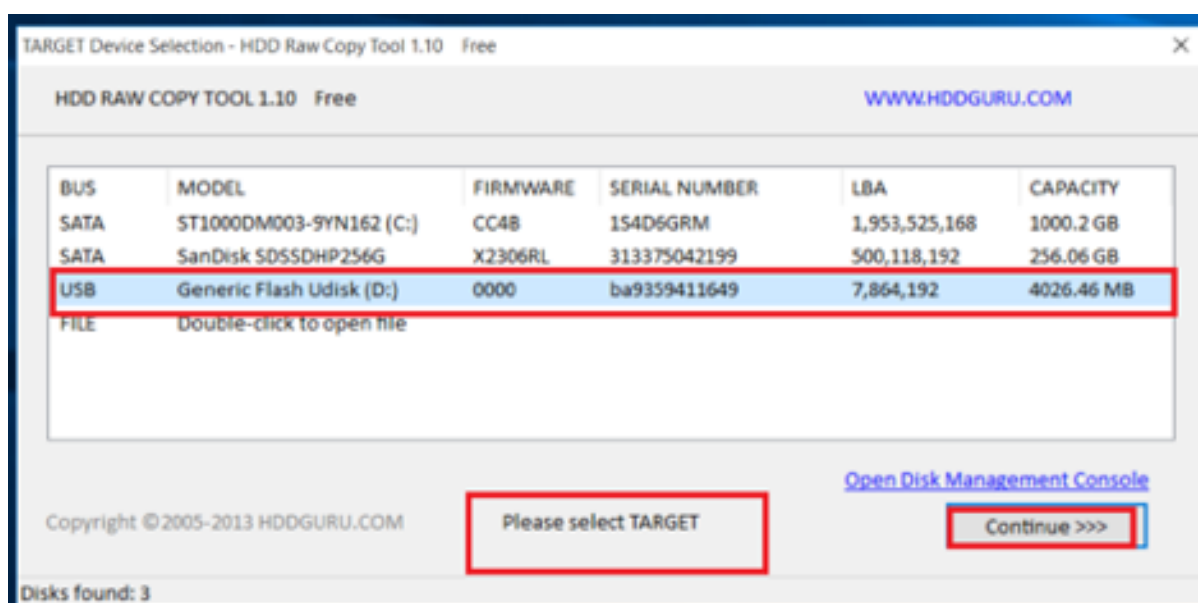 TARGET Device Selection - HDD Raw Copy Tool 1.10 Free
HDD RAW COPY TOOL 1.10 Free WWW.HDDGURU.COM
BUS MODEL FIRMWARE SERIAL NUMBER LBA CAPACITY
SATA ST1000DM003-9YN162 (C:) CC4B 1S4D6GRM 1,953,525,168 1000.2 GB
SATA SanDisk SDSSDHP256G X2306RL 313375042199 500,118,192 256.06 GB
USB Generic Flash Udisk (D:) 0000 ba9359411649 7,864,192 4026.46 MB
FILE Double-click to open file
Open Disk Management Console
Copyright ©2005-2013 HDDGURU.COM Please select TARGET Continue >>>
Disks found: 3